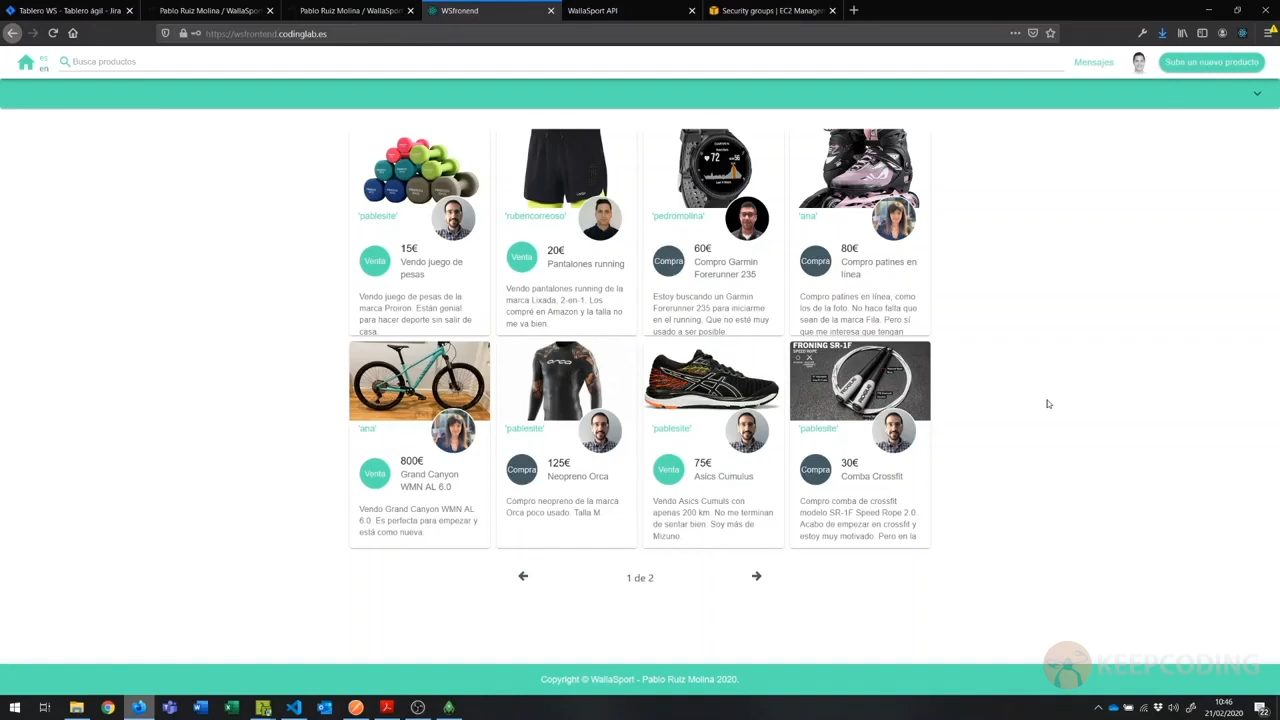 Tablero WS - Tablero ágil - Jira
Pablo Ruiz Molina / WallaSport
Pablo Ruiz Molina / WallaSport
WSfronend
WallaSport API
Security groups | EC2 Manager
https://wsfrontend.codinglab.es
es
en
Busca productos
Mensajes
Sube un nuevo producto
72
56
'pablesite'
'rubencorreoso'
'pedromolina'
'ana'
Venta
15€
Vendo juego de
pesas
Venta
20€
Pantalones running
Compra
60€
Compro Garmin
Forerunner 235
Compra
80€
Compro patines en
línea
Vendo juego de pesas de la
marca Proiron. Están genial
para hacer deporte sin salir de
casa.
Vendo pantalones running de la
marca Lixada, 2-en-1. Los
compré en Amazon y la talla no
me va bien.
Estoy buscando un Garmin
Forerunner 235 para iniciarme
en el running. Que no esté muy
usado a ser posible.
Compro patines en línea, como
los de la foto. No hace falta que
sean de la marca Fila. Pero sí
que me interesa que tengan
ORCA
FRONING SR-1F
SPEED ROPE
'ana'
'pablesite'
'pablesite'
'pablesite'
Venta
800€
Grand Canyon
WMN AL 6.0
Compra
125€
Neopreno Orca
Venta
75€
Asics Cumulus
Compra
30€
Comba Crossfit
Vendo Grand Canyon WMN AL
6.0. Es perfecta para empezar y
está como nueva.
Compro neopreno de la marca
Orca poco usado. Talla M.
Vendo Asics Cumuls con
apenas 200 km. No me terminan
de sentar bien. Soy más de
Mizuno.
Compro comba de crossfit
modelo SR-1F Speed Rope 2.0.
Acabo de empezar en crossfit y
estoy muy motivado. Pero en la
1 de 2
KEEPCODING
Copyright © WallaSport - Pablo Ruiz Molina 2020.
10:46
21/02/2020
22